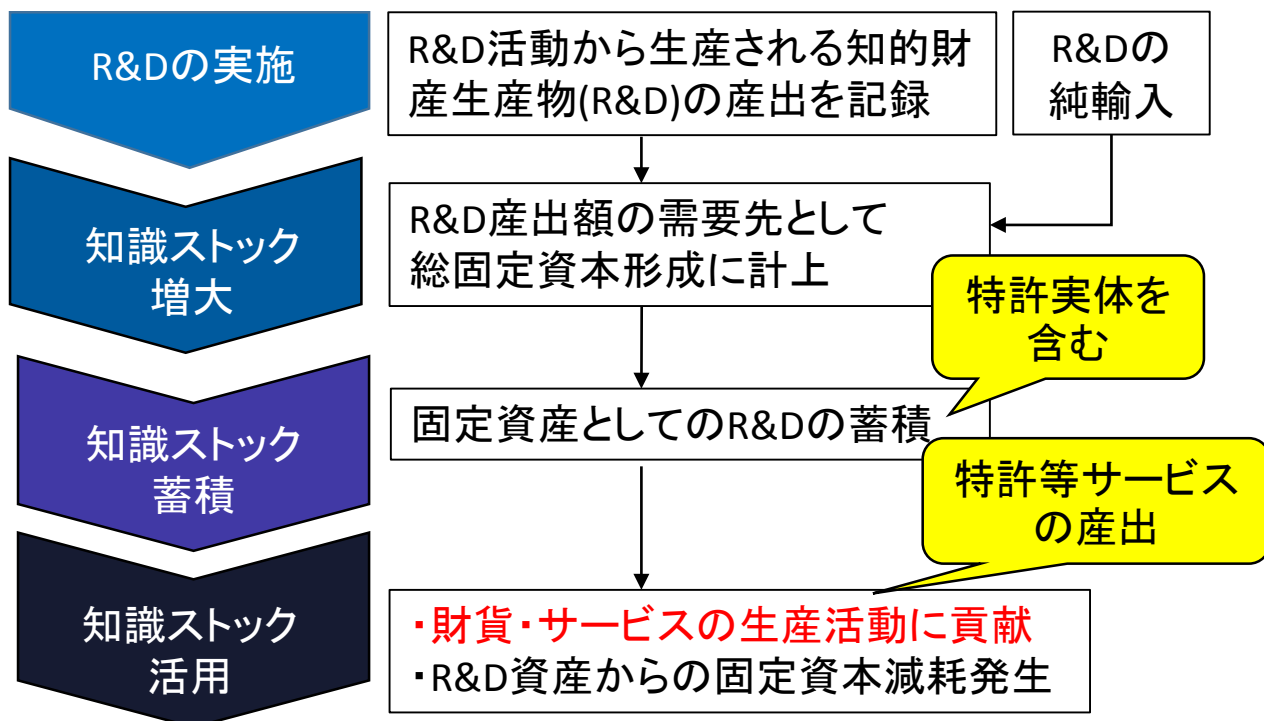 R&Dの実施
R&D活動から生産される知的財
産生産物(R&D)の産出を記録
R&Dの
純輸入
知識ストック
増大
R&D産出額の需要先として
総固定資本形成に計上
特許実体を
含む
知識ストック
蓄積
固定資産としてのR&Dの蓄積
特許等サービス
の産出
知識ストック
活用
・財貨・サービスの生産活動に貢献
・R&D資産からの固定資本減耗発生